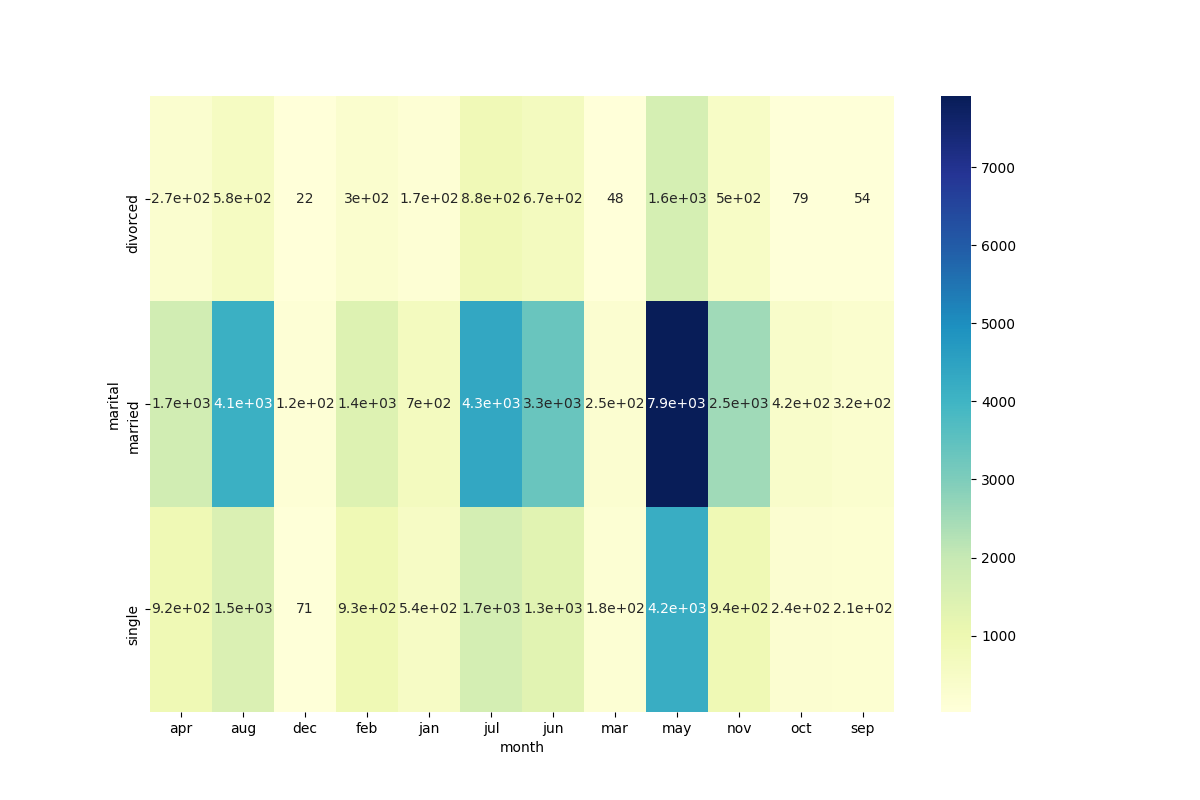 divorced
2.7e+02 5.8e+02 22 3e+02 1.7e+02 8.8e+02 6.7e+02 48 1.6e+03 5e+02 79 54
marital
married
1.7e+03 4.1e+03 1.2e+02 1.4e+03 7e+02 4.3e+03 3.3e+03 2.5e+02 7.9e+03 2.5e+03 4.2e+02 3.2e+02
single
9.2e+02 1.5e+03 71 9.3e+02 5.4e+02 1.7e+03 1.3e+03 1.8e+02 4.2e+03 9.4e+02 2.4e+02 2.1e+02
apr aug dec feb jan jul jun mar may nov oct sep
month
7000
6000
5000
4000
3000
2000
1000